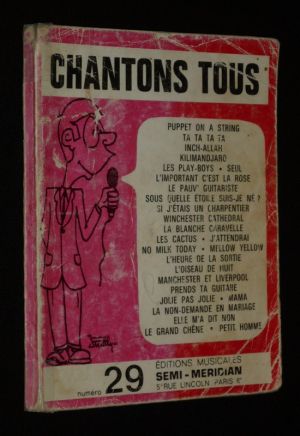 CHANTONS TOUS
PUPPET ON A STRING
TA TA TA TA
INCH-ALLAH
KILIMANDJARO
LES PLAY-BOYS • SEUL
L'IMPORTANT C'EST LA ROSE
LE PAUV' GUITARISTE
SOUS QUELLE ÉTOILE SUIS-JE NÉ ?
SI J'ÉTAIS UN CHARPENTIER
WINCHESTER CATHEDRAL
LA BLANCHE CARAVELLE
LES CACTUS • J'ATTENDRAI
NO MILK TODAY • MELLOW YELLOW
L'HEURE DE LA SORTIE
L'OISEAU DE NUIT
MANCHESTER ET LIVERPOOL
PRENDS TA GUITARE
JOLIE PAS JOLIE • MAMA
LA NON-DEMANDE EN MARIAGE
ELLE M'A DIT NON
LE GRAND CHÊNE • PETIT HOMME
numéro 29
ÉDITIONS MUSICALES
SEMI-MERIDIAN
5 RUE LINCOLN PARIS 8e